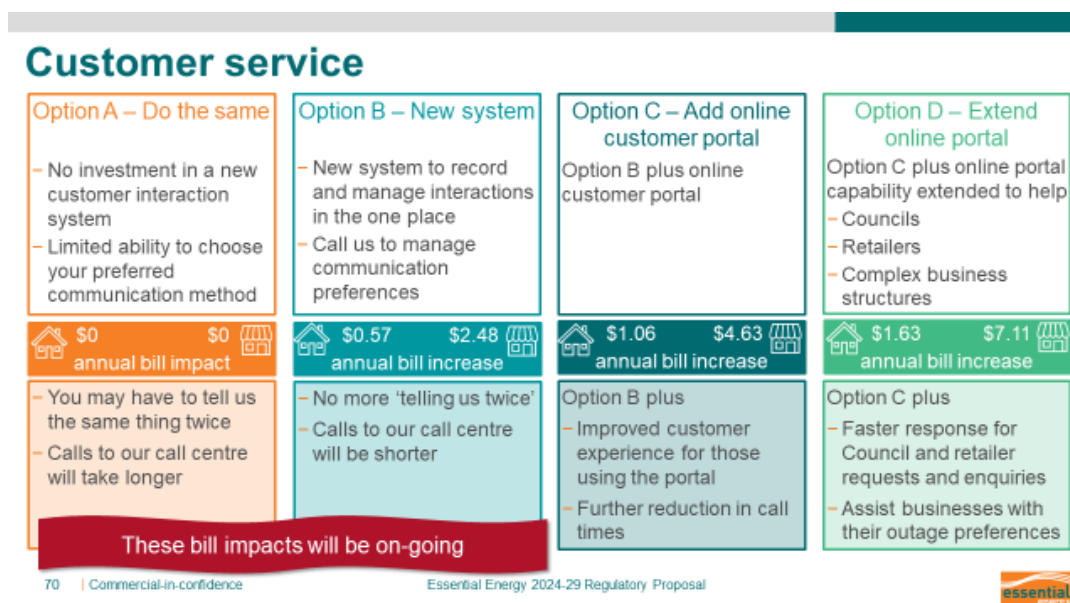 Customer service
Option A – Do the same
– No investment in a new
customer interaction
system
– Limited ability to choose
your preferred
communication method
$0 $0
annual bill impact
– You may have to tell us
the same thing twice
– Calls to our call centre
will take longer
Option B – New system
– New system to record
and manage interactions
in the one place
– Call us to manage
communication
preferences
$0.57 $2.48
annual bill increase
– No more ‘telling us twice’
– Calls to our call centre
will be shorter
Option C – Add online
customer portal
Option B plus online
customer portal
$1.06 $4.63
annual bill increase
Option B plus
– Improved customer
experience for those
using the portal
– Further reduction in call
times
Option D – Extend
online portal
Option C plus online portal
capability extended to help
– Councils
– Retailers
– Complex business
structures
$1.63 $7.11
annual bill increase
Option C plus
– Faster response for
Council and retailer
requests and enquiries
– Assist businesses with
their outage preferences
These bill impacts will be on-going
70 | Commercial-in-confidence
Essential Energy 2024-29 Regulatory Proposal
essential